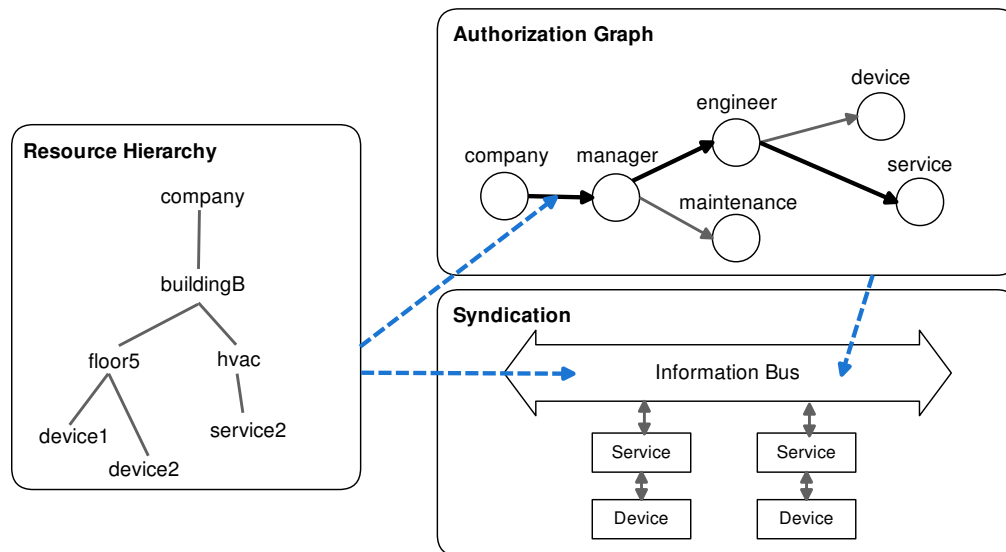 Authorization Graph
device
engineer
company
manager
service
maintenance
Resource Hierarchy
company
buildingB
floor5
hvac
device1
service2
device2
Syndication
Information Bus
Service
Service
Device
Device